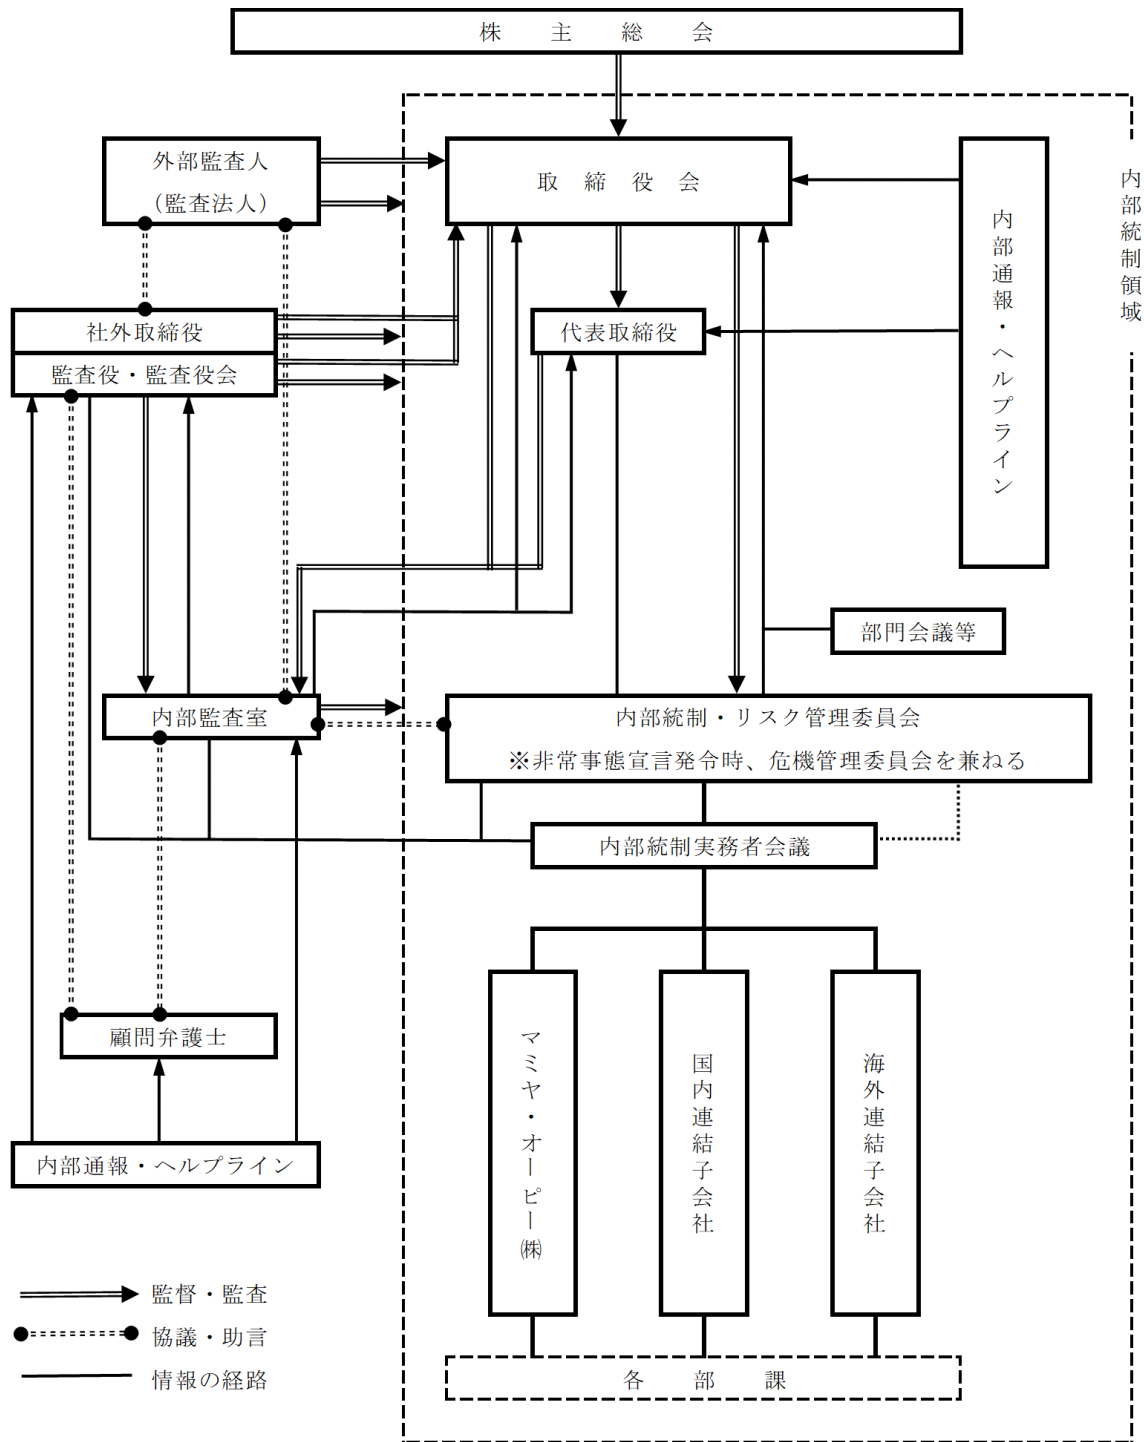 株主総会
外部監査人
（監査法人）
取締役会
内部統制領域
内部通報・ヘルプライン
社外取締役
監査役・監査役会
代表取締役
部門会議等
内部監査室
内部統制・リスク管理委員会
※非常事態宣言発令時、危機管理委員会を兼ねる
内部統制実務者会議
顧問弁護士
マミヤ・オーピー㈱
国内連結子会社
海外連結子会社
内部通報・ヘルプライン
監督・監査
協議・助言
情報の経路
各部課